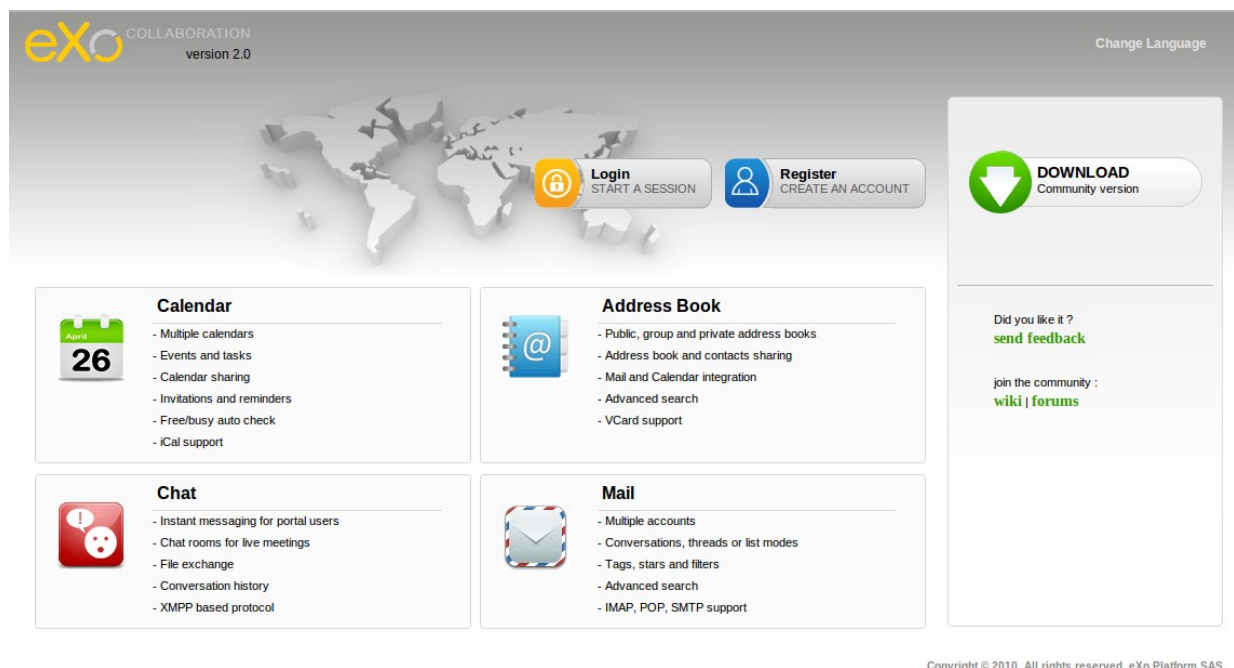 eXo COLLABORATION
version 2.0
Change Language
Login
START A SESSION
Register
CREATE AN ACCOUNT
DOWNLOAD
Community version
Calendar
April
26
- Multiple calendars
- Events and tasks
- Calendar sharing
- Invitations and reminders
- Free/busy auto check
- iCal support
Address Book
@
- Public, group and private address books
- Address book and contacts sharing
- Mail and Calendar integration
- Advanced search
- VCard support
Did you like it ?
send feedback
join the community :
wiki | forums
Chat
!
- Instant messaging for portal users
- Chat rooms for live meetings
- File exchange
- Conversation history
- XMPP based protocol
Mail
- Multiple accounts
- Conversations, threads or list modes
- Tags, stars and filters
- Advanced search
- IMAP, POP, SMTP support
Copyright © 2010. All rights reserved. eXo Platform SAS